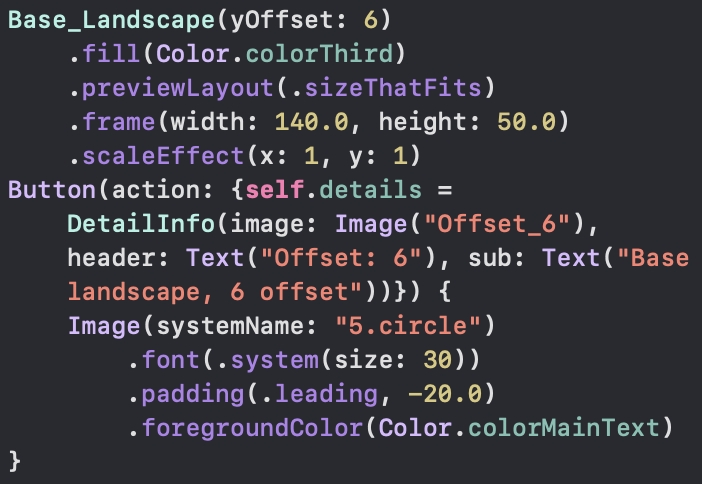 Base_Landscape(yOffset: 6)
    .fill(Color.colorThird)
    .previewLayout(.sizeThatFits)
    .frame(width: 140.0, height: 50.0)
    .scaleEffect(x: 1, y: 1)
Button(action: {self.details =
    DetailInfo(image: Image("Offset_6"),
    header: Text("Offset: 6"), sub: Text("Base
    landscape, 6 offset"))}) {
    Image(systemName: "5.circle")
        .font(.system(size: 30))
        .padding(.leading, -20.0)
        .foregroundColor(Color.colorMainText)
}